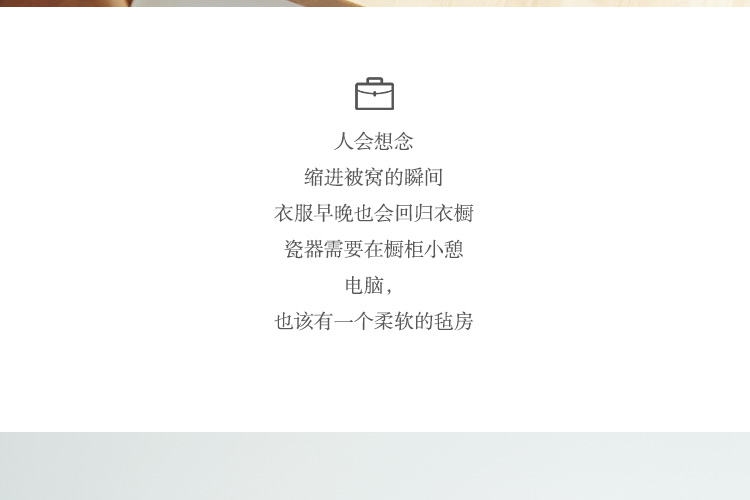 人会想念
缩进被窝的瞬间
衣服早晚也会回归衣橱
瓷器需要在橱柜小憩
电脑，
也该有一个柔软的毡房